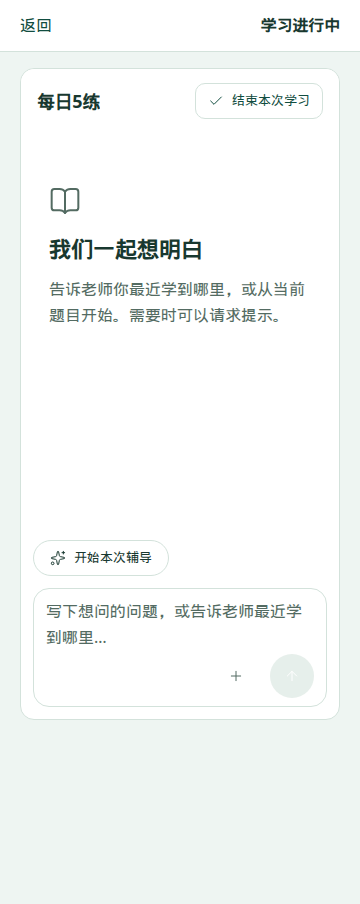 返回
学习进行中
每日5练
结束本次学习
我们一起想明白
告诉老师你最近学到哪里，或从当前
题目开始。需要时可以请求提示。
开始本次辅导
写下想问的问题，或告诉老师最近学
到哪里...